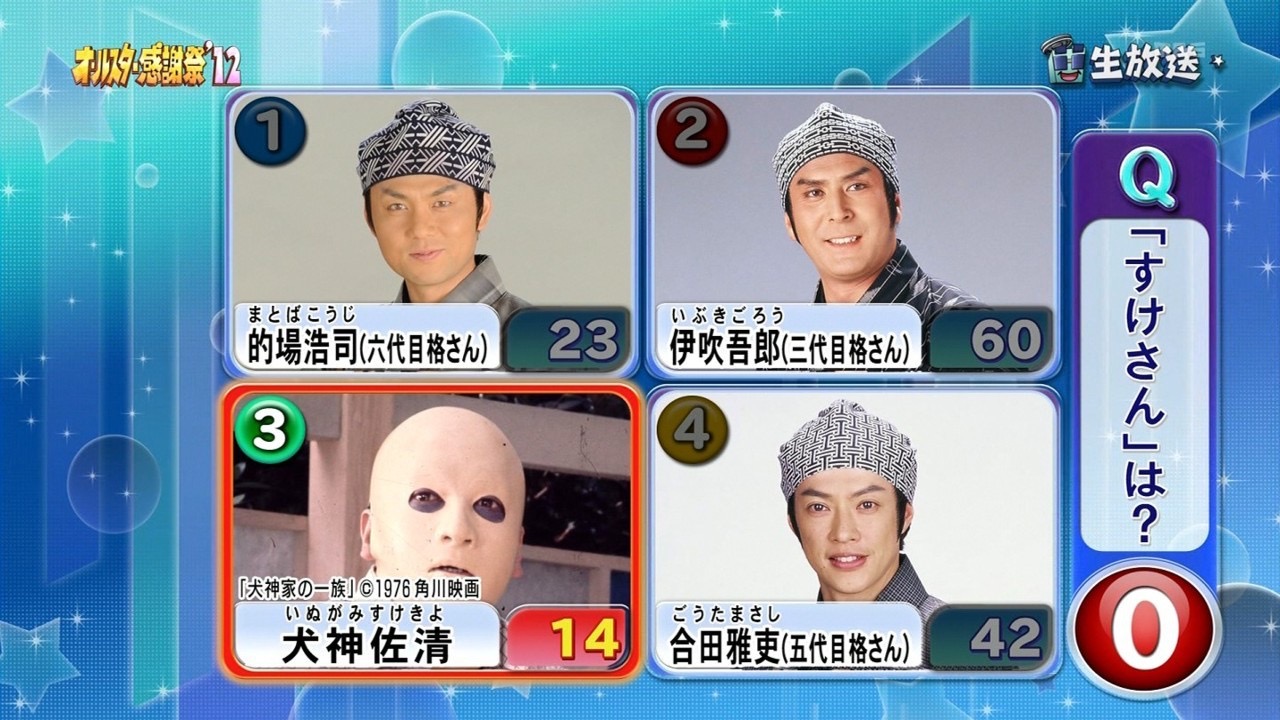 オールスター感謝祭'12
生放送
Q
「すけさん」は?
0
1
まとばこうじ
的場浩司(六代目格さん)
23
2
いぶきごろう
伊吹吾郎(三代目格さん)
60
3
「犬神家の一族」©1976 角川映画
いぬがみすけきよ
犬神佐清
14
4
ごうたまさし
合田雅吏(五代目格さん)
42